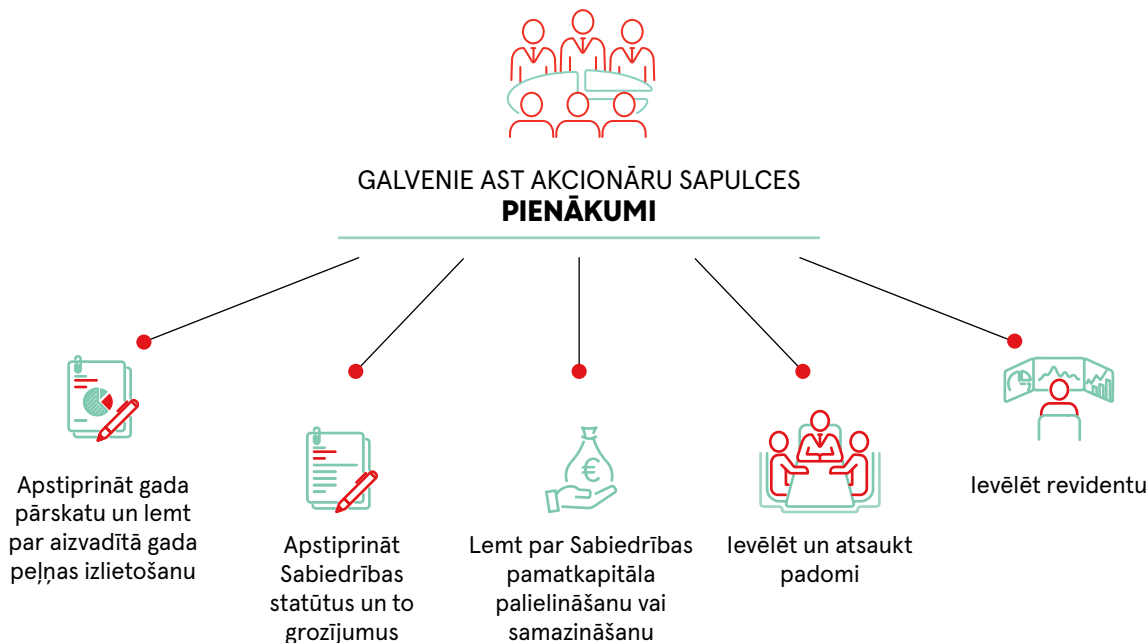 GALVENIE AST AKCIONĀRU SAPULCES
PIENĀKUMI
Apstiprināt gada
pārskatu un lemt
par aizvadītā gada
peļņas izlietošanu
Apstiprināt
Sabiedrības
statūtus un to
grozījumus
€
Lemt par Sabiedrības
pamatkapitāla
palielināšanu vai
samazināšanu
Ievēlēt un atsaukt
padomi
Ievēlēt revidentu